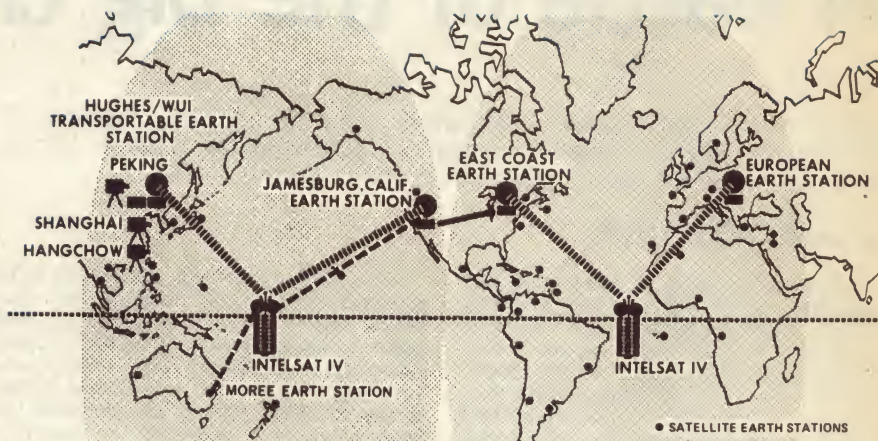 HUGHES/WUI
TRANSPORTABLE EARTH
STATION
PEKING
SHANGHAI
HANGCHOW
JAMESBURG, CALIF.
EARTH STATION
EAST COAST
EARTH STATION
EUROPEAN
EARTH STATION
INTELSAT IV
MOREE EARTH STATION
INTELSAT IV
SATELLITE EARTH STATIONS